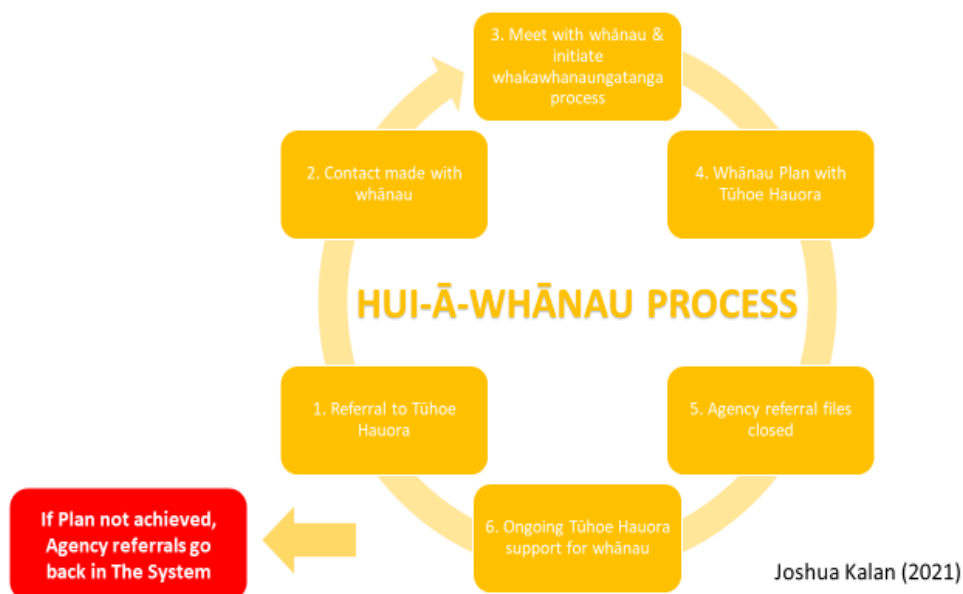 3. Meet with whānau &
initiate
whakawhanaungatanga
process
2. Contact made with
whānau
4. Whānau Plan with
Tūhoe Hauora
HUI-Ā-WHĀNAU PROCESS
1. Referral to Tūhoe
Hauora
5. Agency referral files
closed
6. Ongoing Tūhoe Hauora
support for whānau
If Plan not achieved,
Agency referrals go
back in The System
Joshua Kalan (2021)